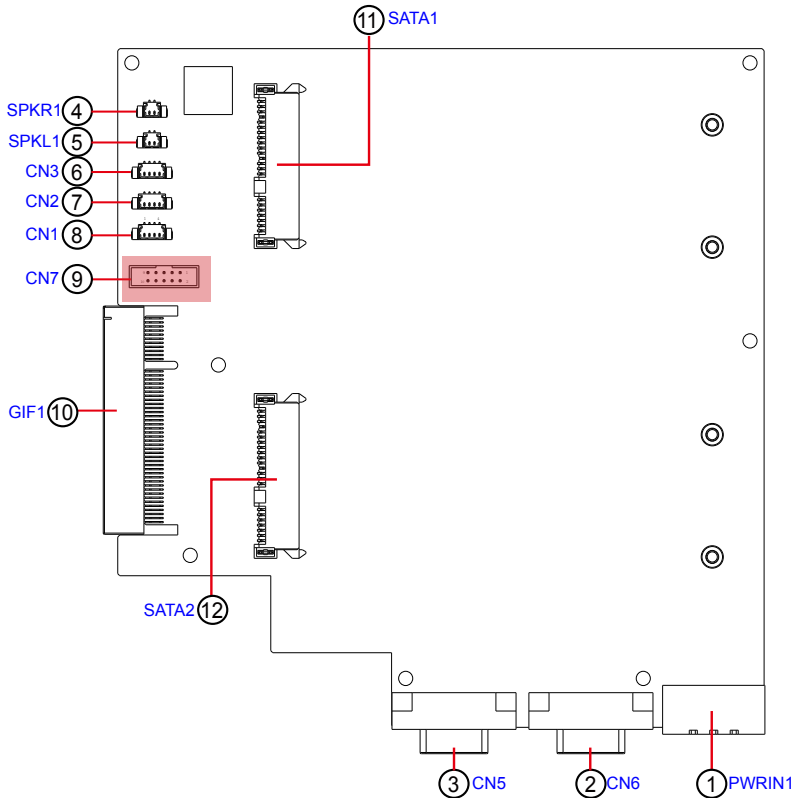 11 SATA1
SPKR1 4
SPKL1 5
CN3 6
CN2 7
CN1 8
CN7 9
GIF1 10
SATA2 12
3 CN5
2 CN6
1 PWRIN1